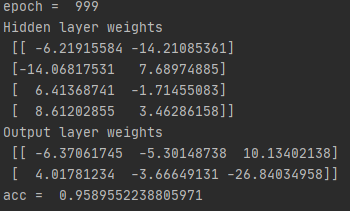 epoch =  999
Hidden layer weights
 [[ -6.21915584 -14.21085361]
 [-14.06817531   7.68974885]
 [  6.41368741  -1.71455083]
 [  8.61202855   3.46286158]]
Output layer weights
 [[ -6.37061745  -5.30148738  10.13402138]
 [  4.01781234  -3.66649131 -26.84034958]]
acc =  0.9589552238805971